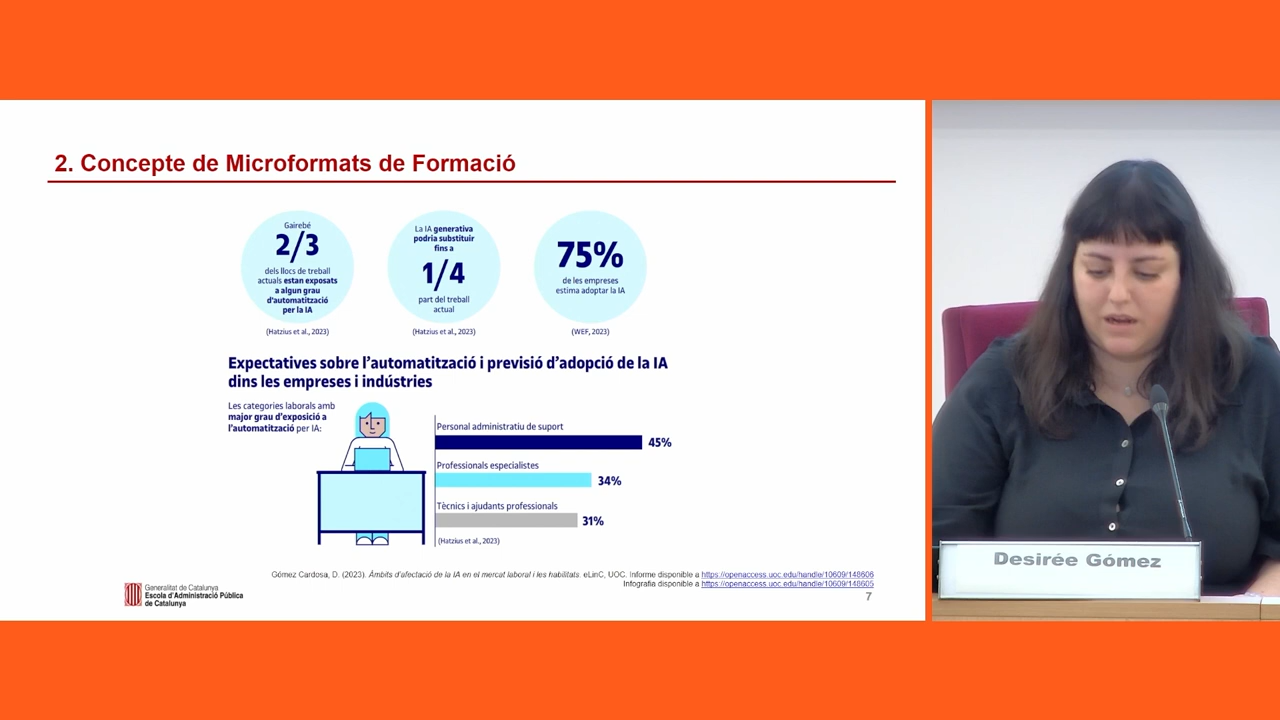 2. Concepte de Microformats de Formació
Gairebé
2/3
dels llocs de treball
actuals estan exposats
a algun grau
d'automatització
per la IA
(Hatzius et al., 2023)
La IA generativa
podria substituir
fins a
1/4
part del treball
actual
(Hatzius et al., 2023)
75%
de les empreses
estima adoptar la IA
(WEF, 2023)
Expectatives sobre l'automatització i previsió d'adopció de la IA
dins les empreses i indústries
Les categories laborals amb
major grau d'exposició a
l'automatització per IA:
Personal administratiu de suport
45%
Professionals especialistes
34%
Tècnics i ajudants professionals
31%
(Hatzius et al., 2023)
Gómez Cardosa, D. (2023). Àmbits d'afectació de la IA en el mercat laboral i les habilitats. eLinC, UOC. Informe disponible a https://openaccess.uoc.edu/handle/10609/148606
Infografia disponible a https://openaccess.uoc.edu/handle/10609/148605
Generalitat de Catalunya
Escola d'Administració Pública
de Catalunya
7
Desirée Gómez